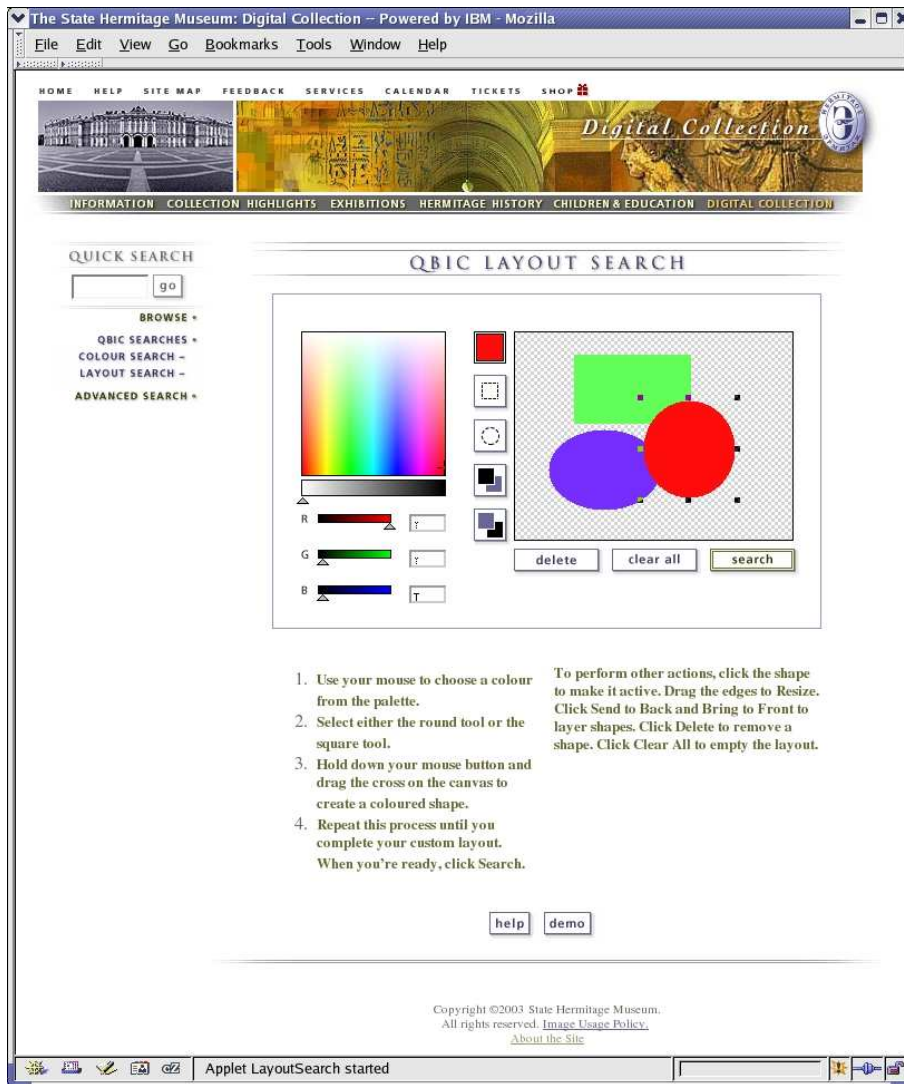 The State Hermitage Museum: Digital Collection -- Powered by IBM - Mozilla
File Edit View Go Bookmarks Tools Window Help
HOME HELP SITE MAP FEEDBACK SERVICES CALENDAR TICKETS SHOP
Digital Collection
HERMITAGE
INFORMATION COLLECTION HIGHLIGHTS EXHIBITIONS HERMITAGE HISTORY CHILDREN & EDUCATION DIGITAL COLLECTION
QUICK SEARCH
go
BROWSE
QBIC SEARCHES
COLOUR SEARCH –
LAYOUT SEARCH –
ADVANCED SEARCH
QBIC LAYOUT SEARCH
R
G
B
delete clear all search
1. Use your mouse to choose a colour
from the palette.
2. Select either the round tool or the
square tool.
3. Hold down your mouse button and
drag the cross on the canvas to
create a coloured shape.
4. Repeat this process until you
complete your custom layout.
When you're ready, click Search.
To perform other actions, click the shape
to make it active. Drag the edges to Resize.
Click Send to Back and Bring to Front to
layer shapes. Click Delete to remove a
shape. Click Clear All to empty the layout.
help demo
Copyright ©2003 State Hermitage Museum.
All rights reserved. Image Usage Policy.
About the Site
Applet LayoutSearch started